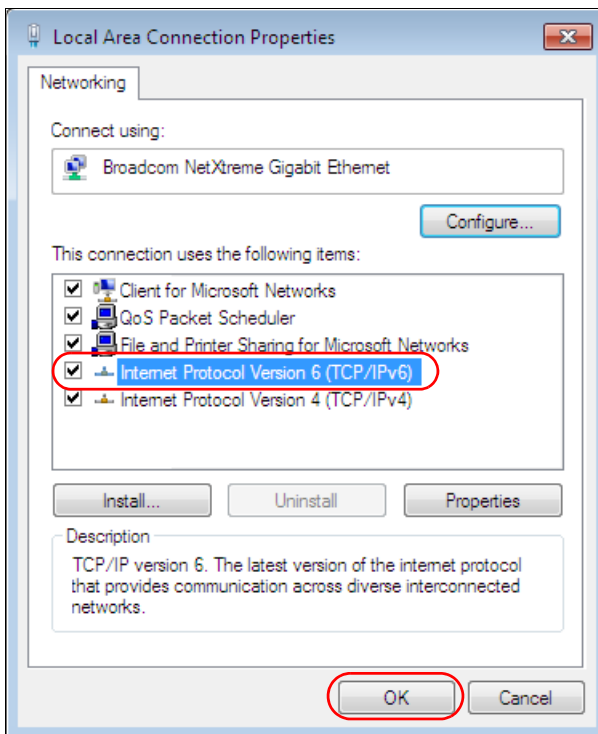 Local Area Connection Properties
Networking
Connect using:
Broadcom NetXtreme Gigabit Ethernet
Configure...
This connection uses the following items:
Client for Microsoft Networks
QoS Packet Scheduler
File and Printer Sharing for Microsoft Networks
Internet Protocol Version 6 (TCP/IPv6)
Internet Protocol Version 4 (TCP/IPv4)
Install...
Uninstall
Properties
Description
TCP/IP version 6. The latest version of the internet protocol
that provides communication across diverse interconnected
networks.
OK
Cancel